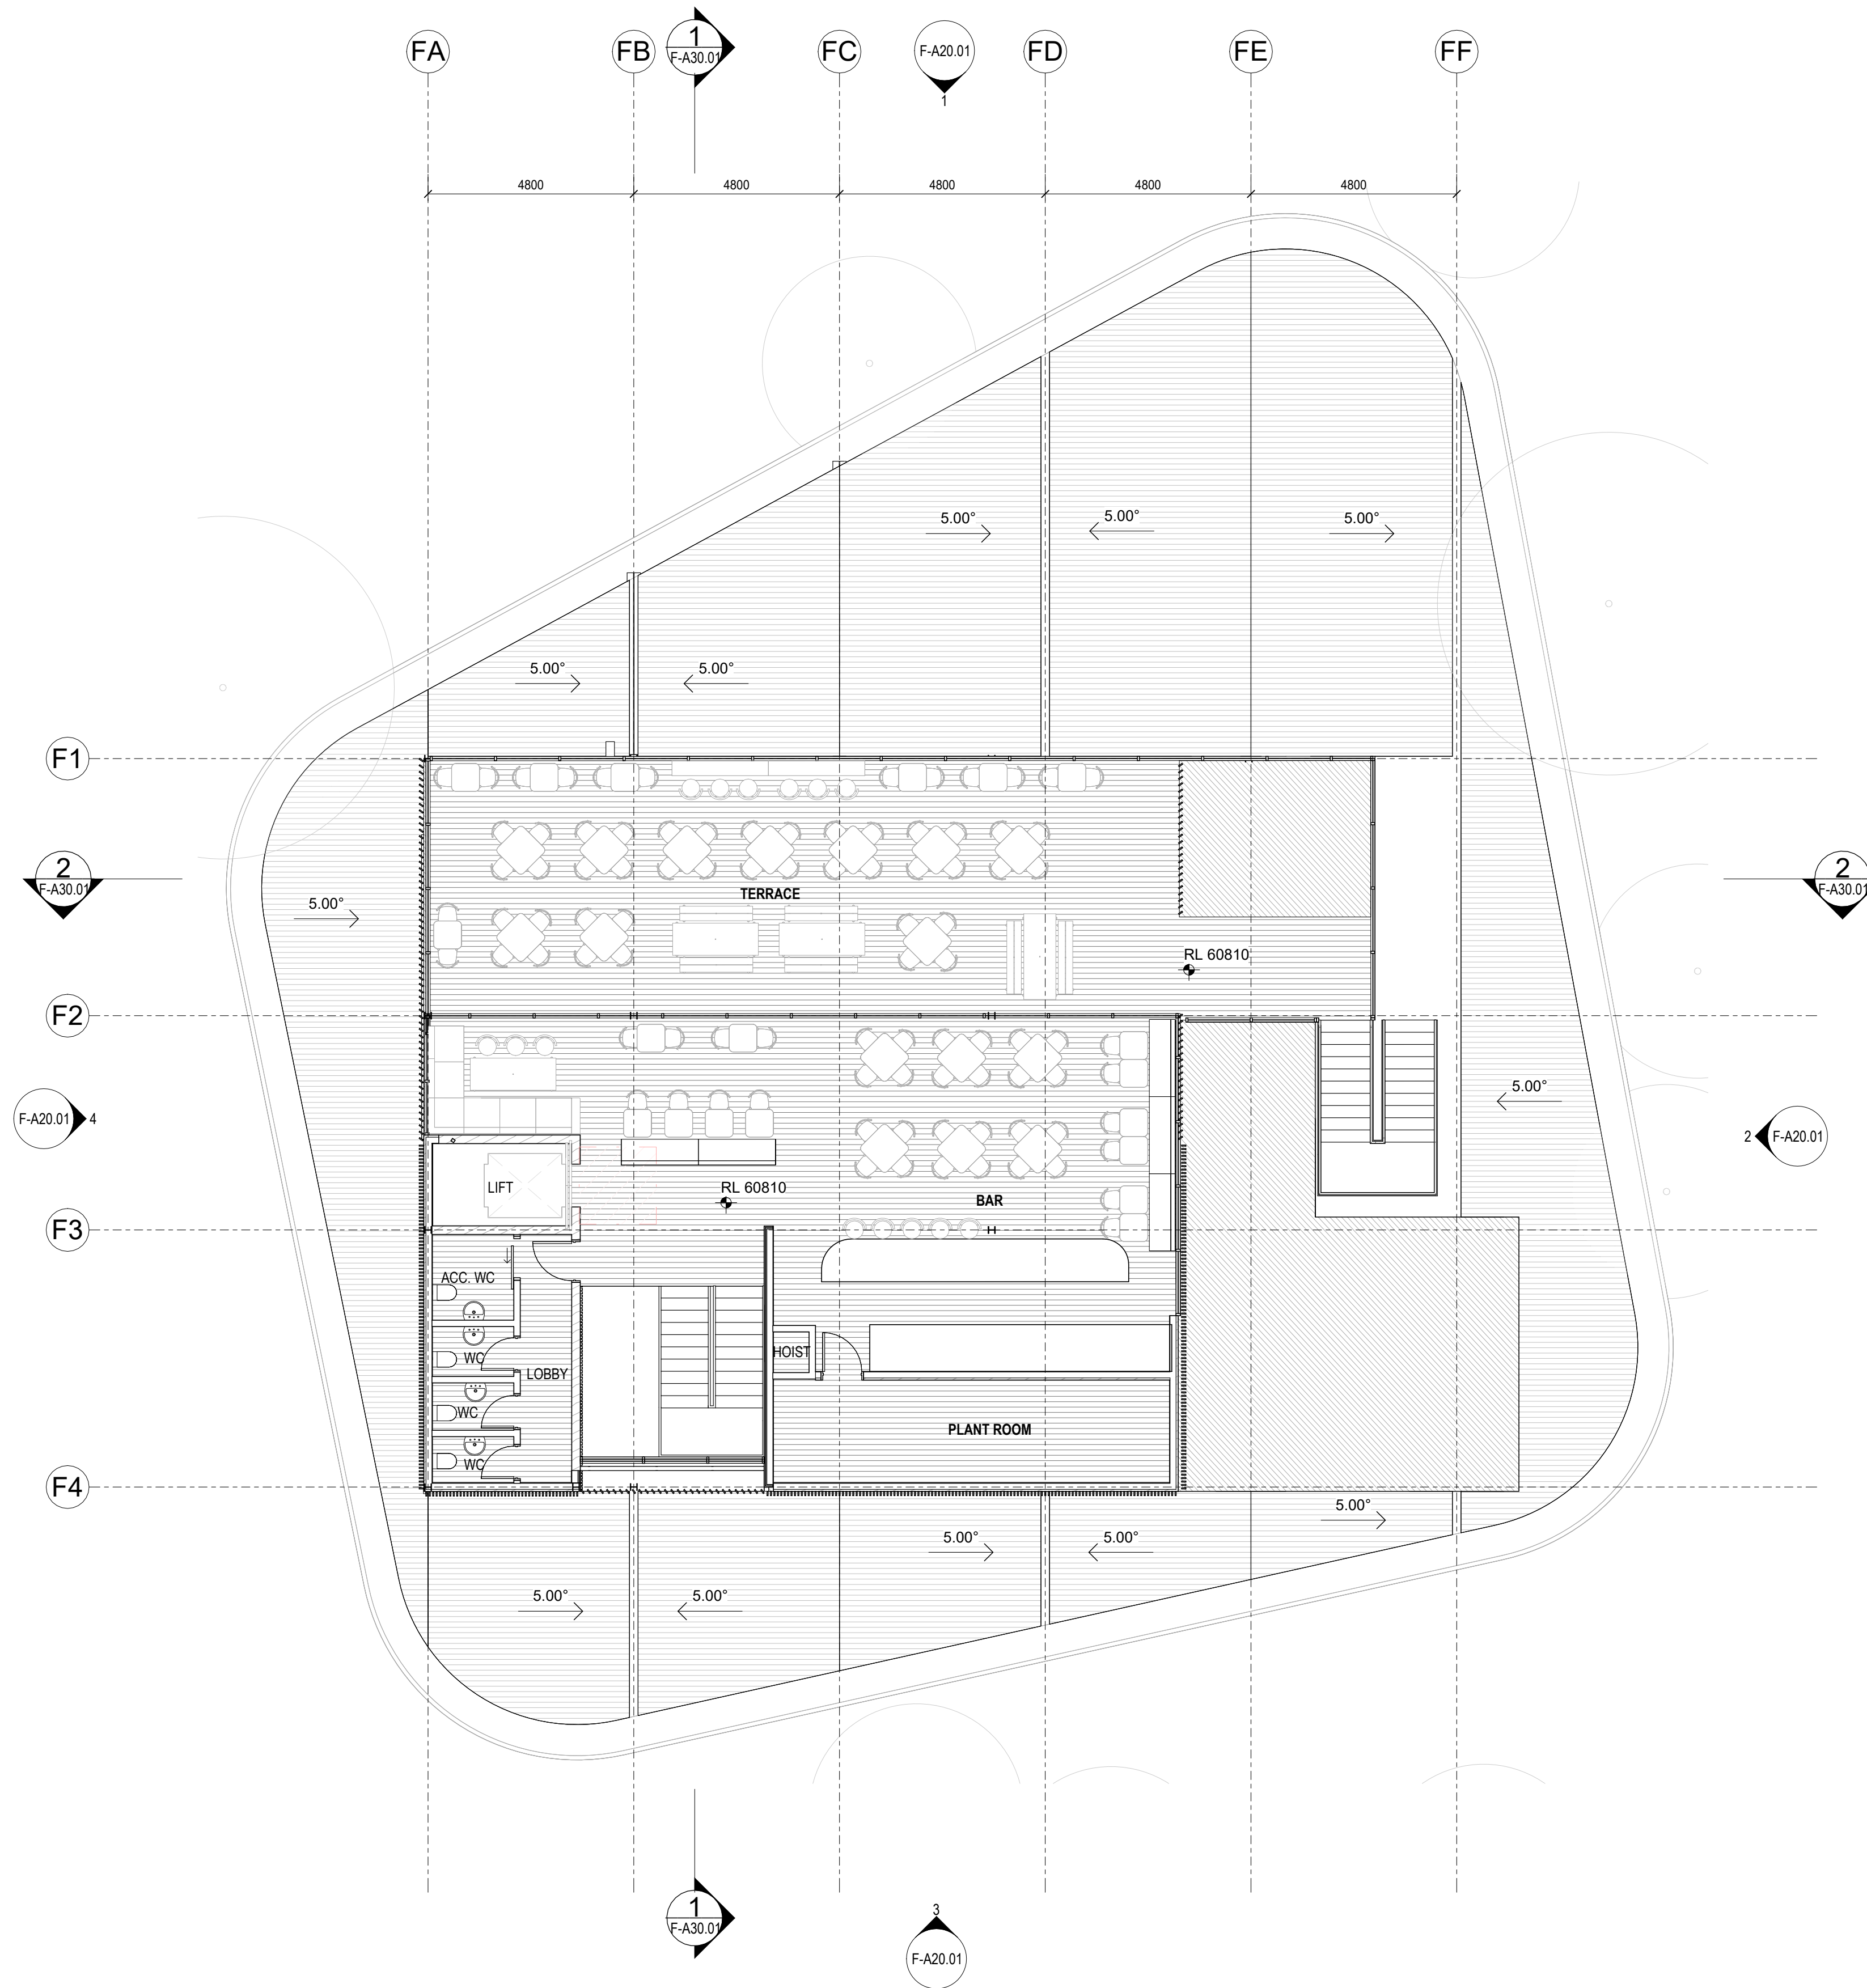 FA
FB
1
F-A30.01
FC
F-A20.01
1
FD
FE
FF
4800
4800
4800
4800
4800
5.00°
5.00°
5.00°
5.00°
5.00°
F1
2
F-A30.01
2
F-A30.01
TERRACE
5.00°
RL 60810
F2
5.00°
F-A20.01
4
2
F-A20.01
LIFT
RL 60810
BAR
F3
ACC. WC
HOIST
WC
LOBBY
WC
PLANT ROOM
WC
F4
5.00°
5.00°
5.00°
5.00°
5.00°
1
F-A30.01
3
F-A20.01